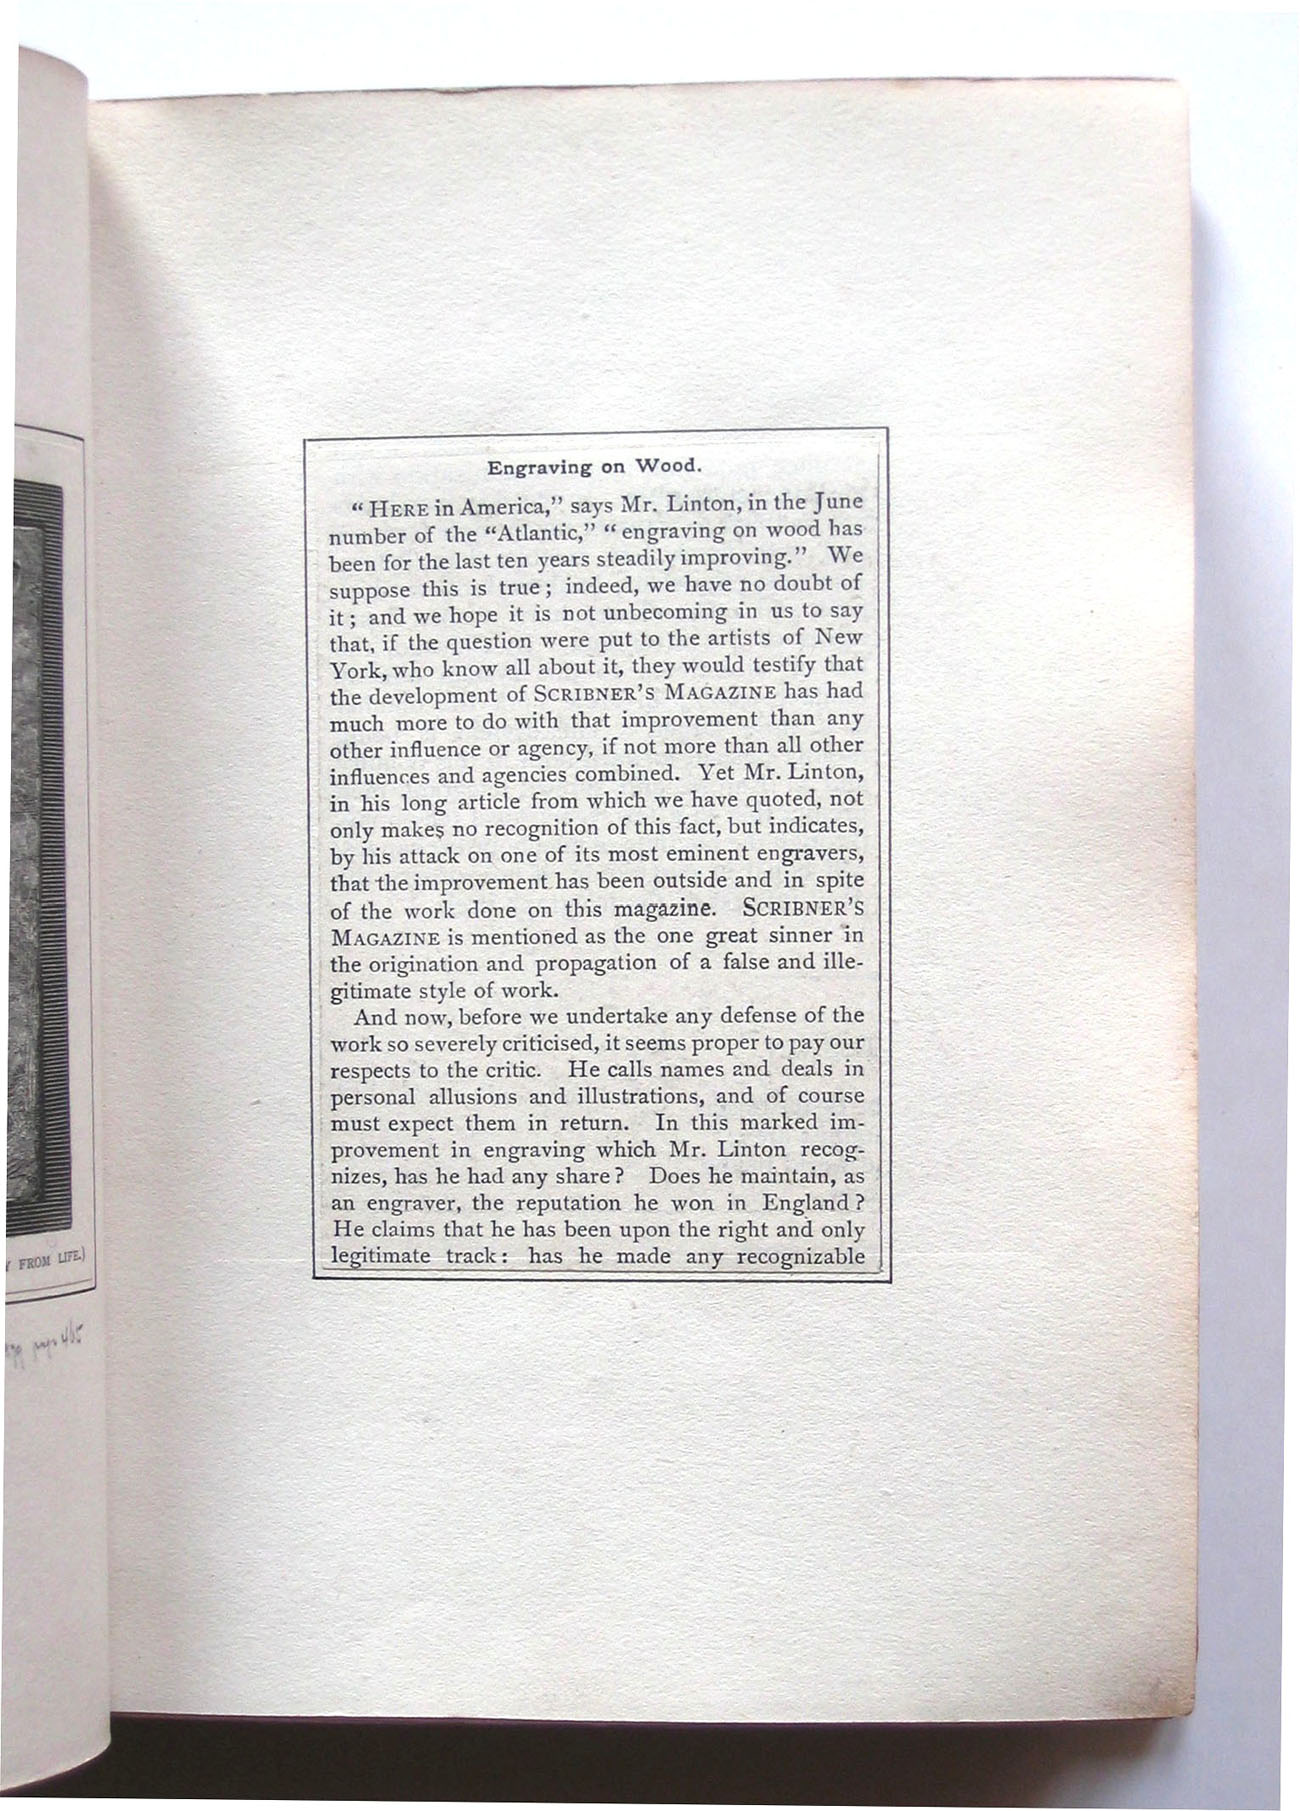 Engraving on Wood.
“ HERE in America,” says Mr. Linton, in the June
number of the “Atlantic,” “ engraving on wood has
been for the last ten years steadily improving.” We
suppose this is true ; indeed, we have no doubt of
it ; and we hope it is not unbecoming in us to say
that, if the question were put to the artists of New
York, who know all about it, they would testify that
the development of SCRIBNER’S MAGAZINE has had
much more to do with that improvement than any
other influence or agency, if not more than all other
influences and agencies combined. Yet Mr. Linton,
in his long article from which we have quoted, not
only makes no recognition of this fact, but indicates,
by his attack on one of its most eminent engravers,
that the improvement has been outside and in spite
of the work done on this magazine. SCRIBNER’S
MAGAZINE is mentioned as the one great sinner in
the origination and propagation of a false and ille-
gitimate style of work.
And now, before we undertake any defense of the
work so severely criticised, it seems proper to pay our
respects to the critic. He calls names and deals in
personal allusions and illustrations, and of course
must expect them in return. In this marked im-
provement in engraving which Mr. Linton recog-
nizes, has he had any share ? Does he maintain, as
an engraver, the reputation he won in England ?
He claims that he has been upon the right and only
legitimate track : has he made any recognizable
FROM LIFE.)
465